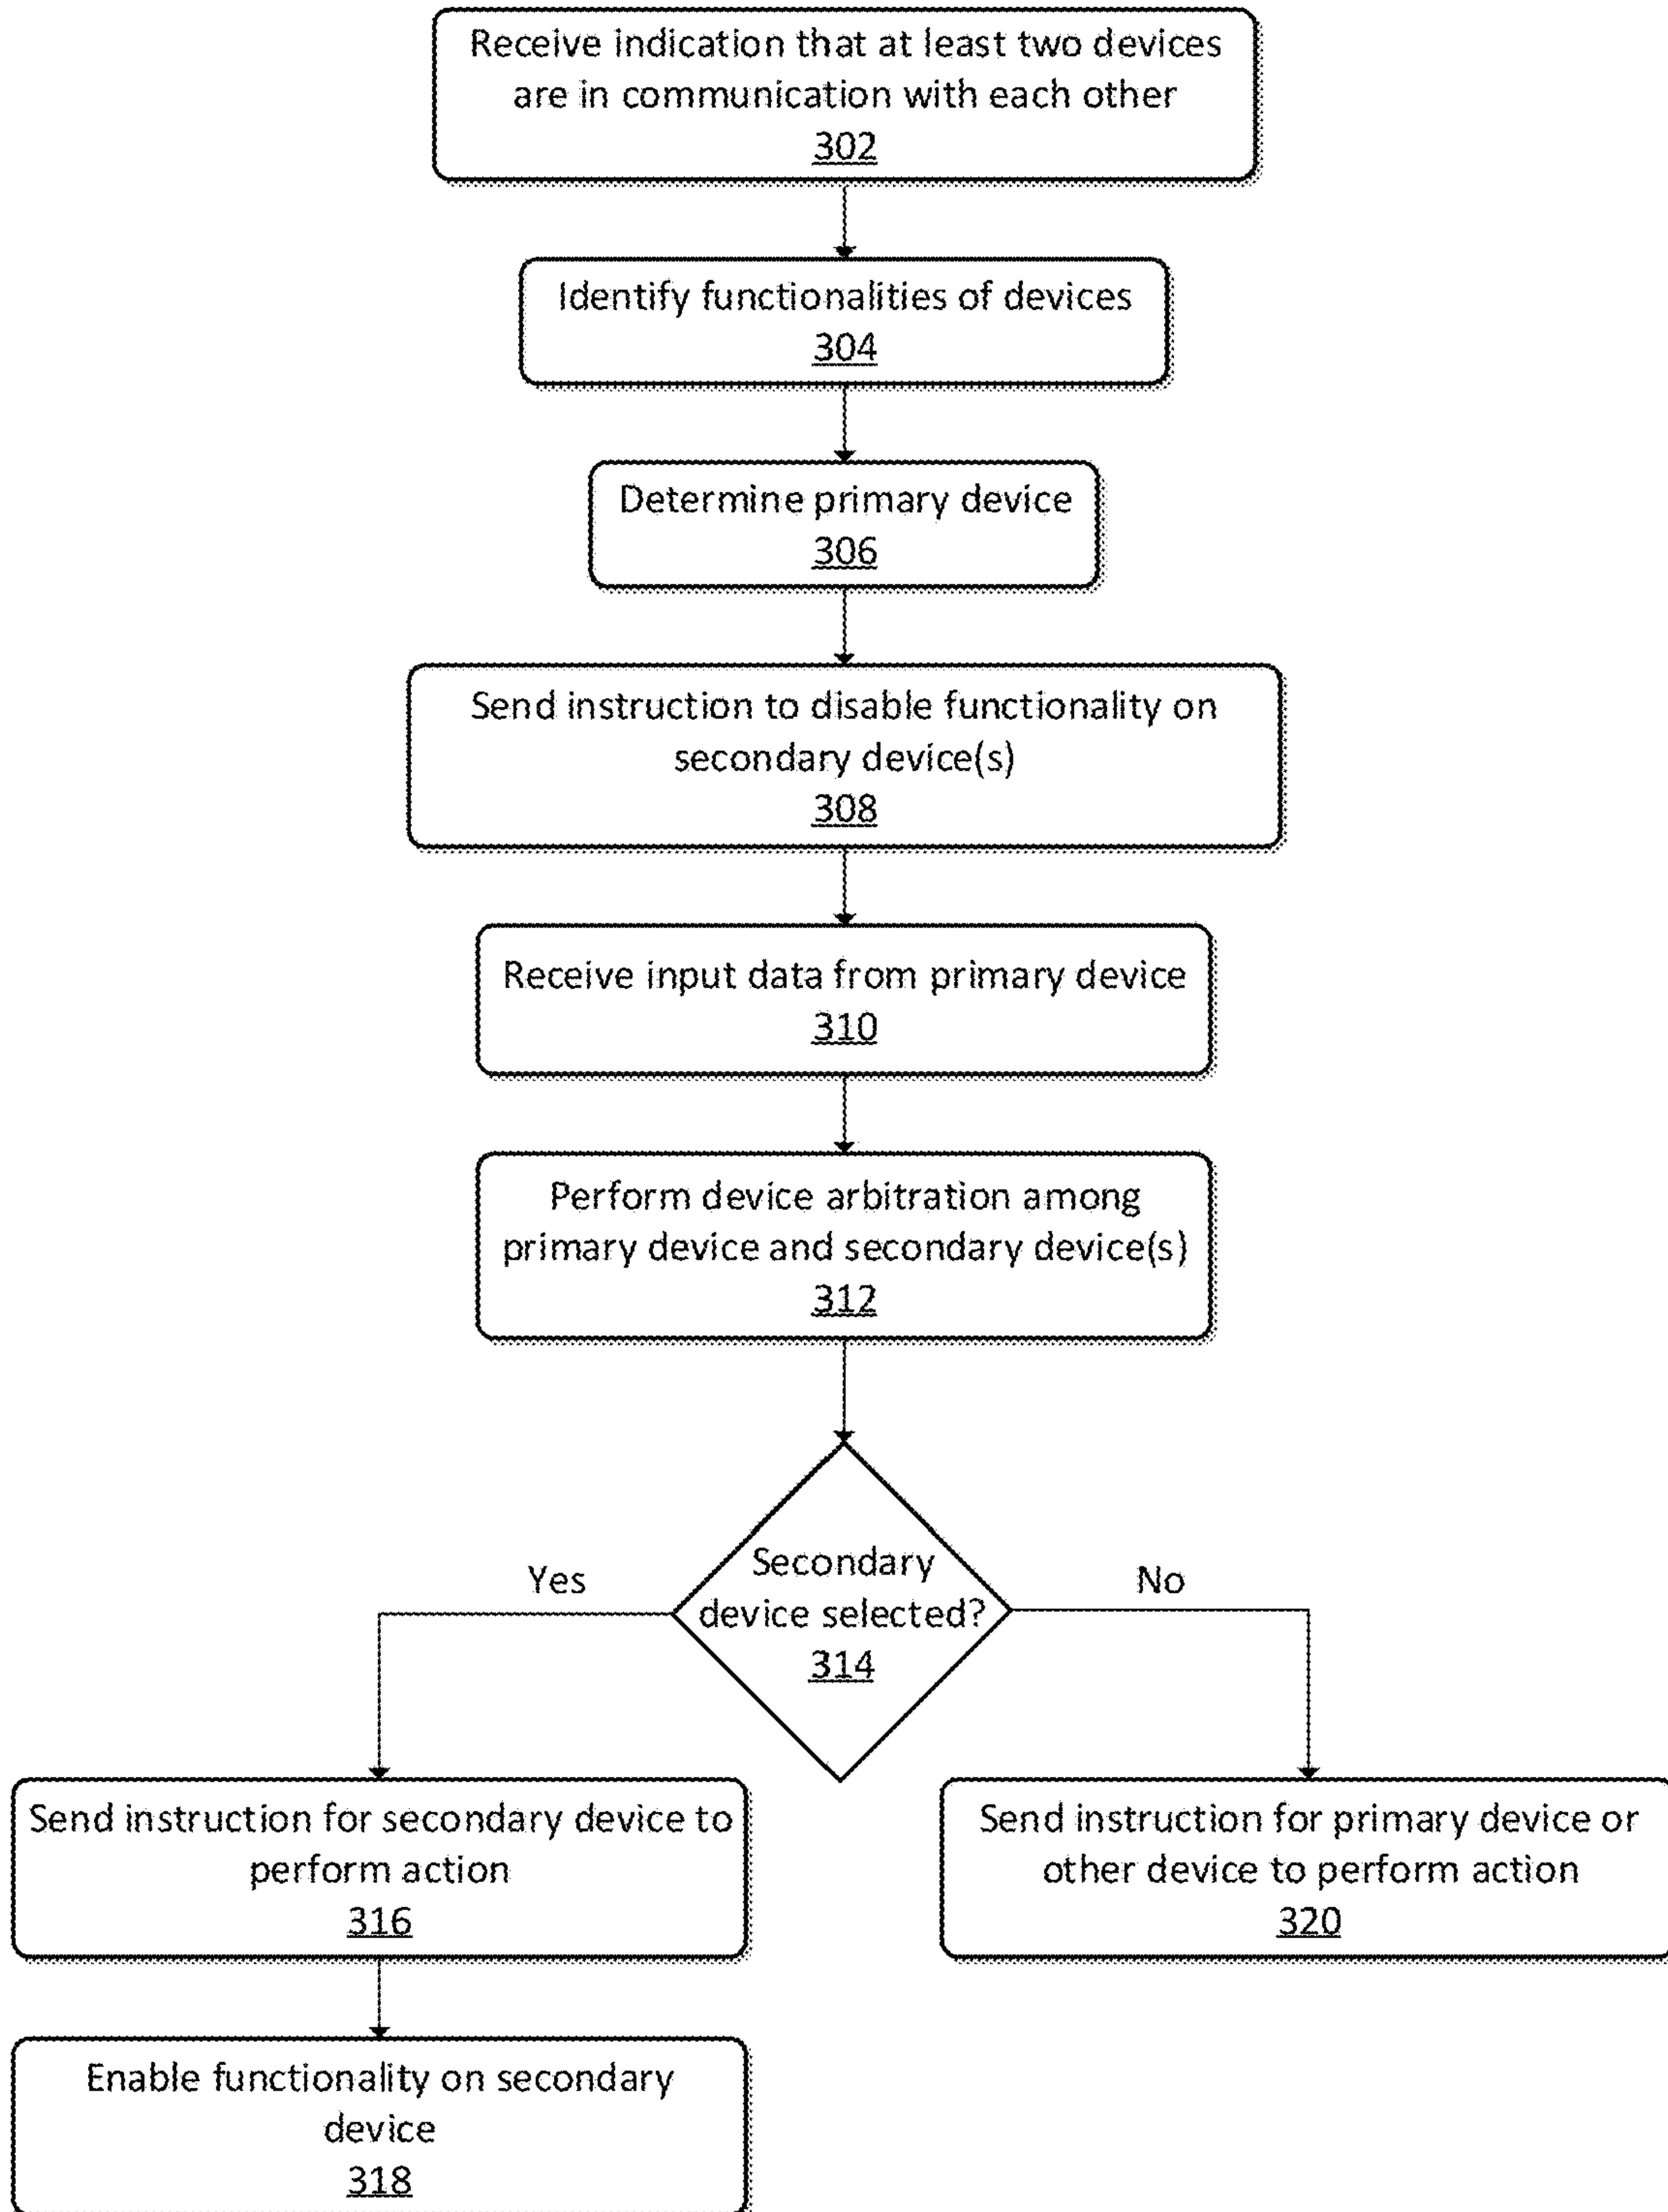 Receive indication that at least two devices
are in communication with each other
302
Identify functionalities of devices
304
Determine primary device
306
Send instruction to disable functionality on
secondary device(s)
308
Receive input data from primary device
310
Perform device arbitration among
primary device and secondary device(s)
312
Secondary
device selected?
314
Yes
No
Send instruction for secondary device to
perform action
316
Send instruction for primary device or
other device to perform action
320
Enable functionality on secondary
device
318